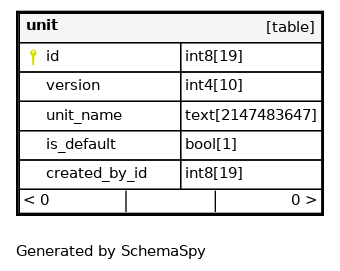 unit [table]
id int8[19]
version int4[10]
unit_name text[2147483647]
is_default bool[1]
created_by_id int8[19]
< 0 0 >
Generated by SchemaSpy